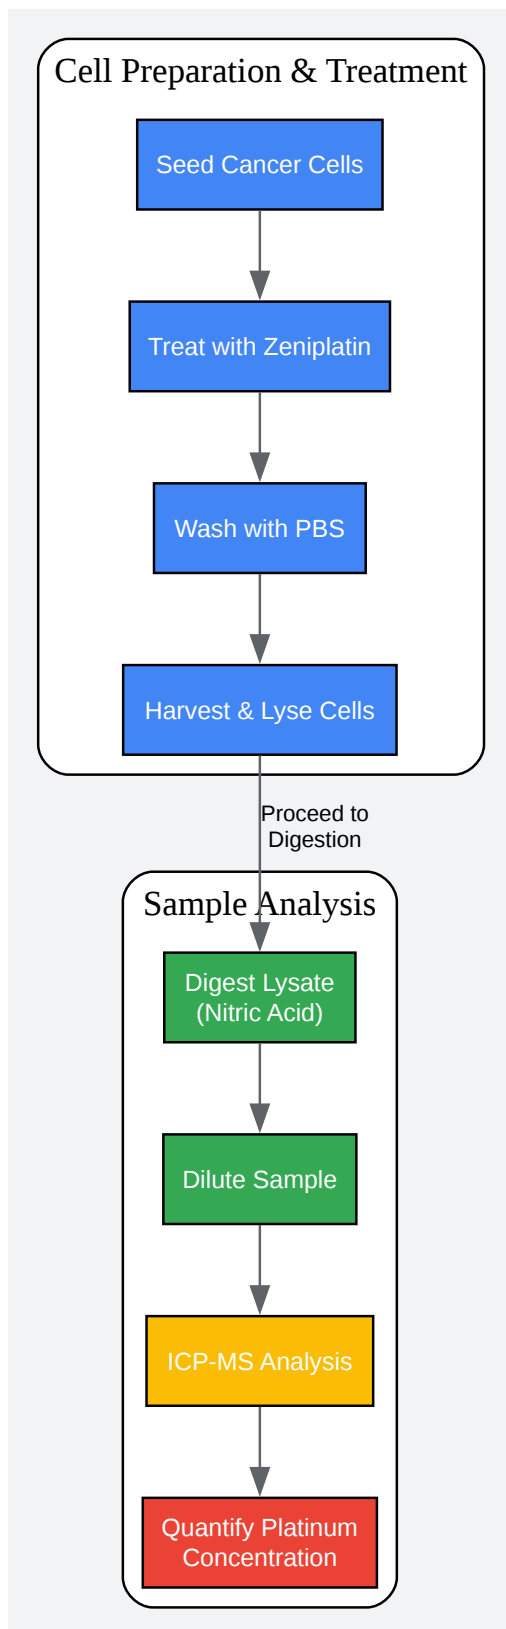 Cell Preparation & Treatment
Seed Cancer Cells
Treat with Zeniplatin
Wash with PBS
Harvest & Lyse Cells
Proceed to
Digestion
Sample Analysis
Digest Lysate
(Nitric Acid)
Dilute Sample
ICP-MS Analysis
Quantify Platinum
Concentration